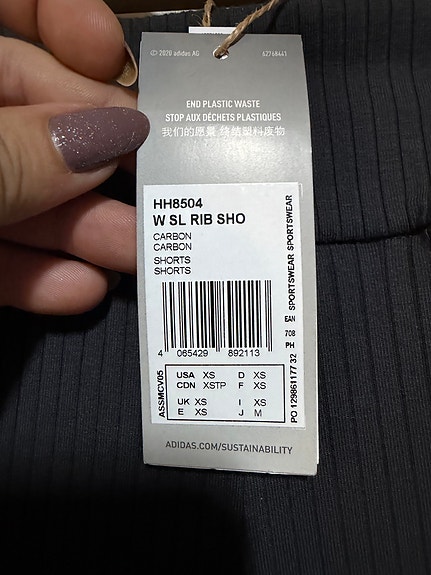 © 2020 adidas AG 62768441
END PLASTIC WASTE
STOP AUX DÉCHETS PLASTIQUES
我们的愿景 终结塑料废物
HH8504
W SL RIB SHO
CARBON
CARBON
SHORTS
SHORTS
SPORTSWEAR SPORTSWEAR
EAN
708
PH
PO 129861177 32
4 065429 892113
ASSMCV05
USA XS D XS
CDN XSTP F XS
UK XS I XS
E XS J M
ADIDAS.COM/SUSTAINABILITY